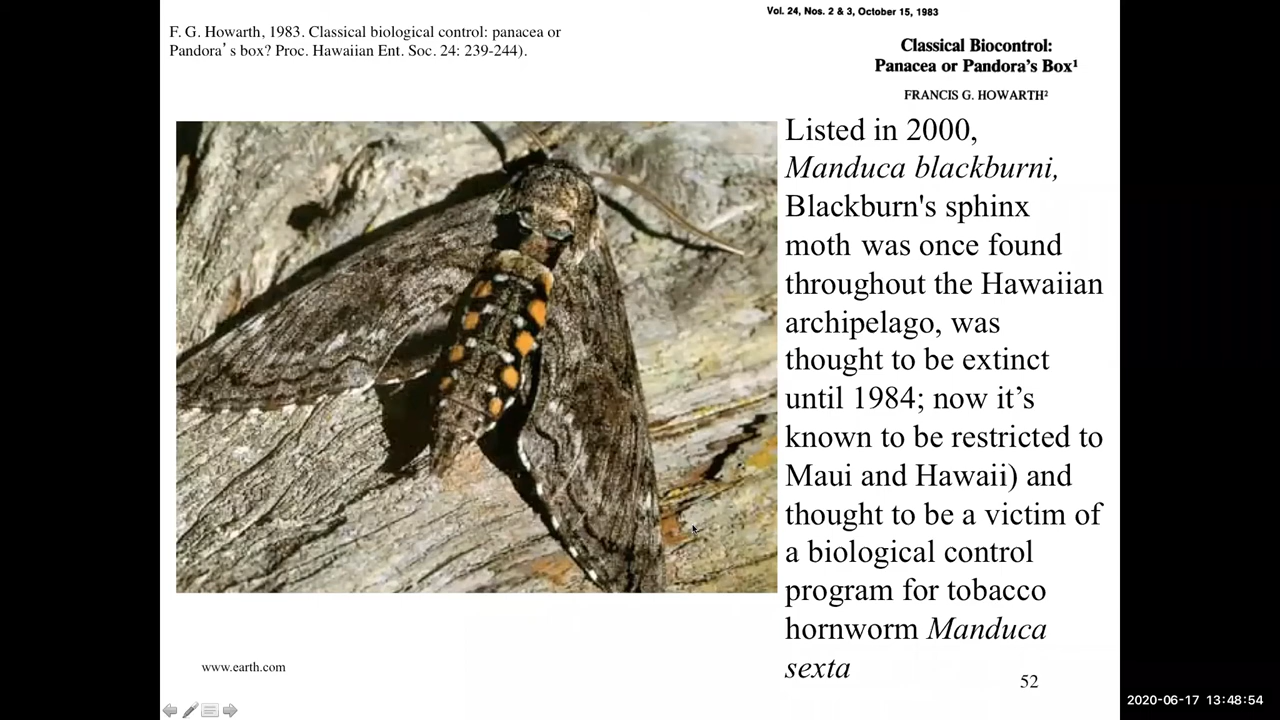 Vol. 24, Nos. 2 & 3, October 15, 1983
F. G. Howarth, 1983. Classical biological control: panacea or
Pandora's box? Proc. Hawaiian Ent. Soc. 24: 239-244).
Classical Biocontrol:
Panacea or Pandora's Box¹
FRANCIS G. HOWARTH²
Listed in 2000,
Manduca blackburni,
Blackburn's sphinx
moth was once found
throughout the Hawaiian
archipelago, was
thought to be extinct
until 1984; now it's
known to be restricted to
Maui and Hawaii) and
thought to be a victim of
a biological control
program for tobacco
hornworm Manduca
sexta
www.earth.com
52
2020-06-17 13:48:54